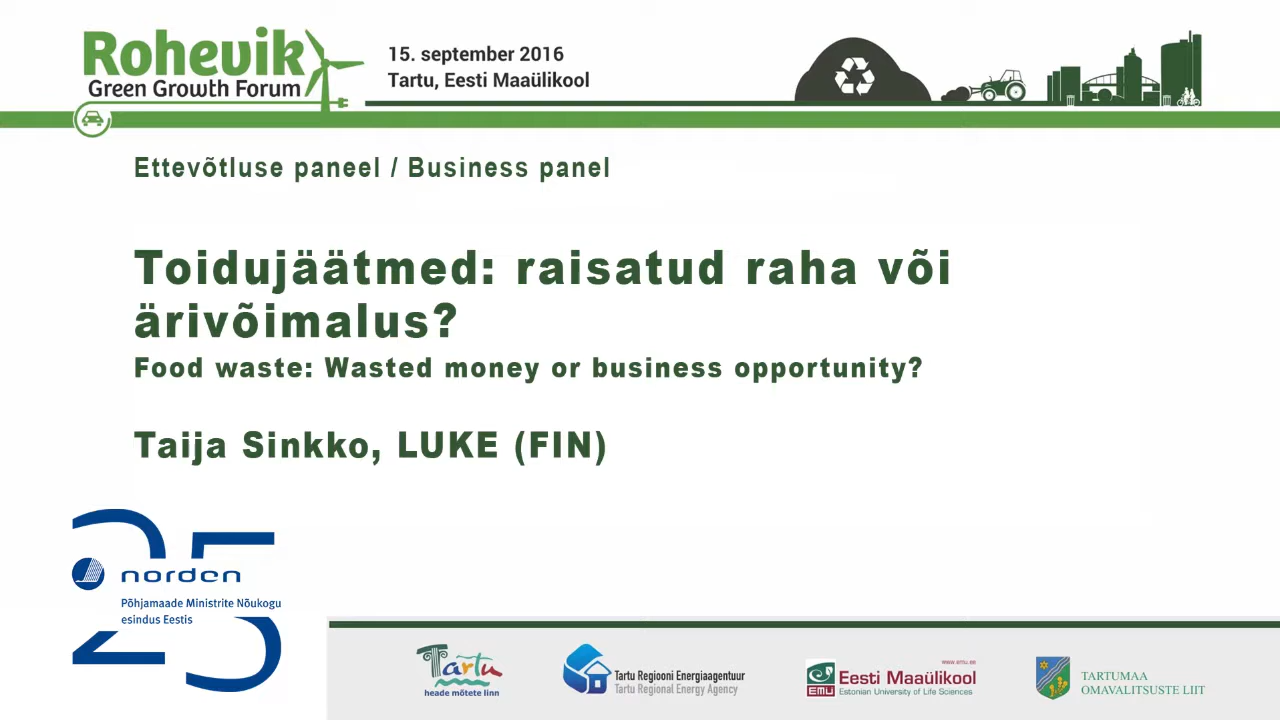 Rohevik
Green Growth Forum
15. september 2016
Tartu, Eesti Maaülikool
Ettevõtluse paneel / Business panel
Toidujäätmed: raisatud raha või
ärivõimalus?
Food waste: Wasted money or business opportunity?
Taija Sinkko, LUKE (FIN)
25
norden
Põhjamaade Ministrite Nõukogu
esindus Eestis
Tartu
heade mõtete linn
Tartu Regiooni Energiaagentuur
Tartu Regional Energy Agency
www.emu.ee
EMU
Eesti Maaülikool
Estonian University of Life Sciences
TARTUMAA
OMAVALITSUSTE LIIT